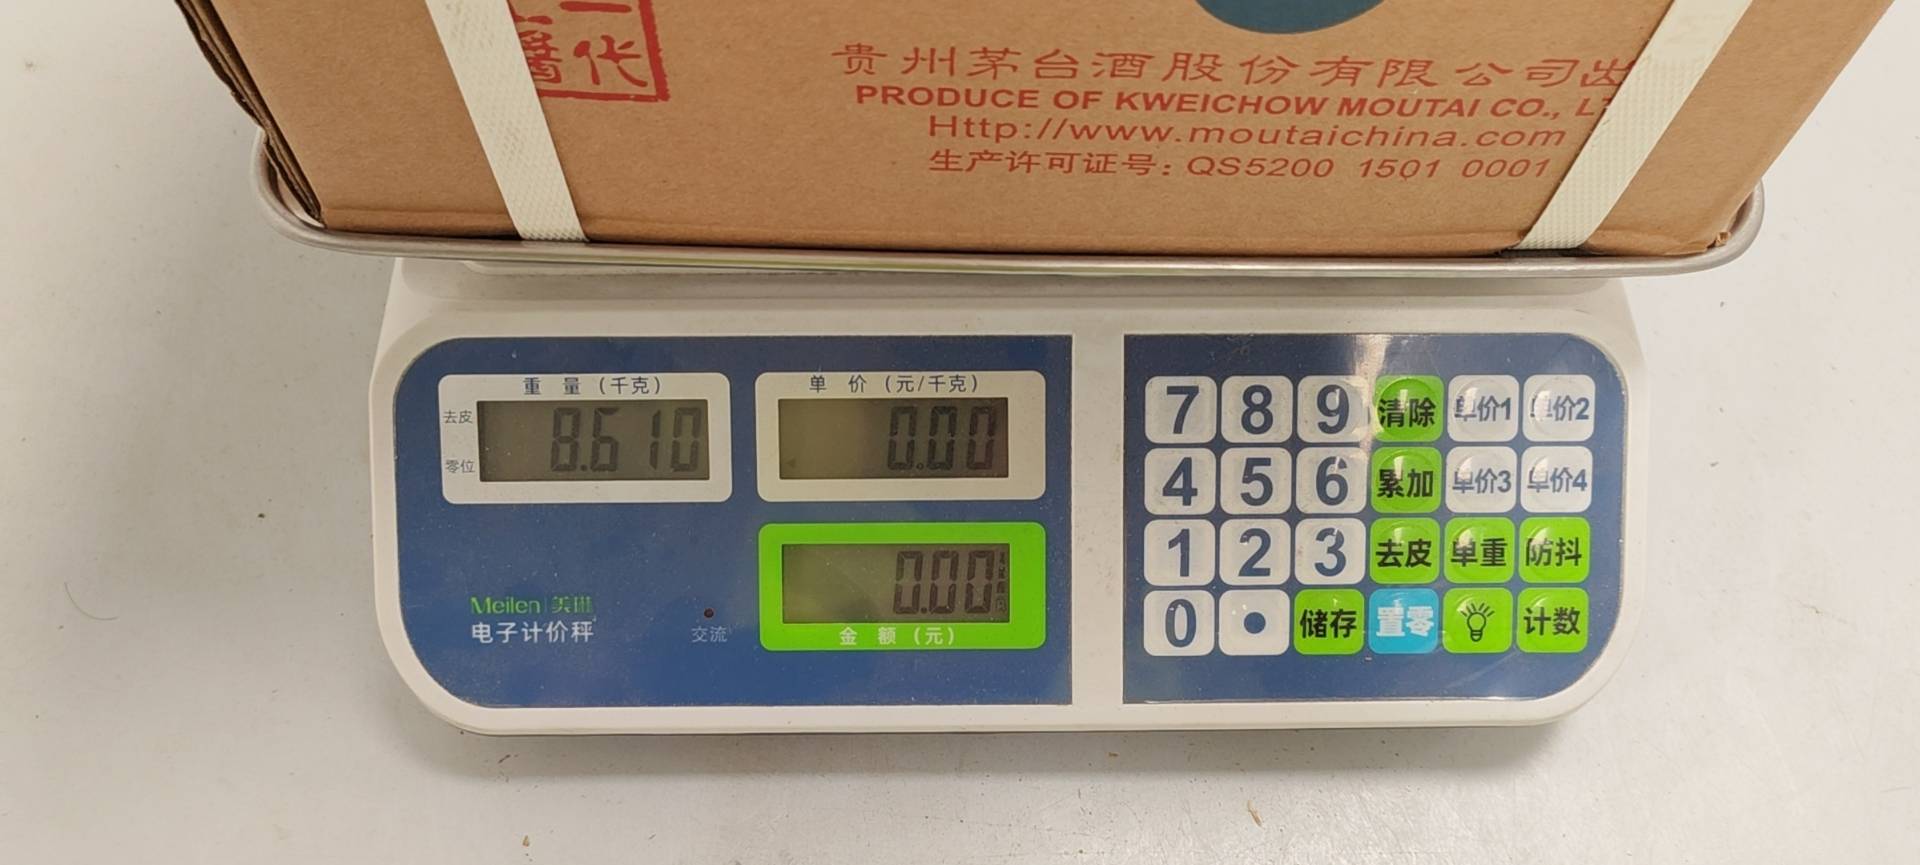 一代
酱
贵州茅台酒股份有限公司出
PRODUCE OF KWEICHOW MOUTAI CO., LT
Http://www.moutaichina.com
生产许可证号: QS5200 1501 0001
重 量 (千克)
去皮
零位
8.610
单 价 (元/千克)
0.00
0.00
金 额 (元)
Meilen 美琳
电子计价秤
交流
7 8 9 清除 单价1 单价2
4 5 6 累加 单价3 单价4
1 2 3 去皮 单重 防抖
0 • 储存 置零 计数